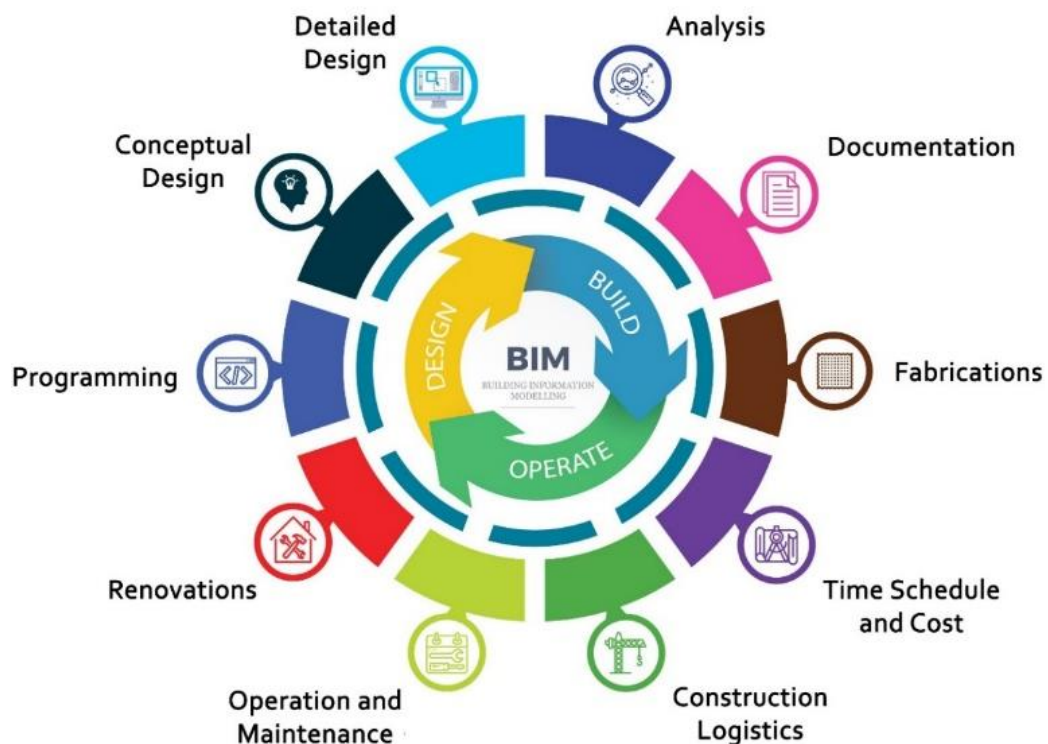 Detailed
Design
Analysis
Conceptual
Design
Documentation
DESIGN
BUILD
BIM
BUILDING INFORMATION
MODELLING
Programming
</>
Fabrications
OPERATE
Renovations
Time Schedule
and Cost
Operation and
Maintenance
Construction
Logistics